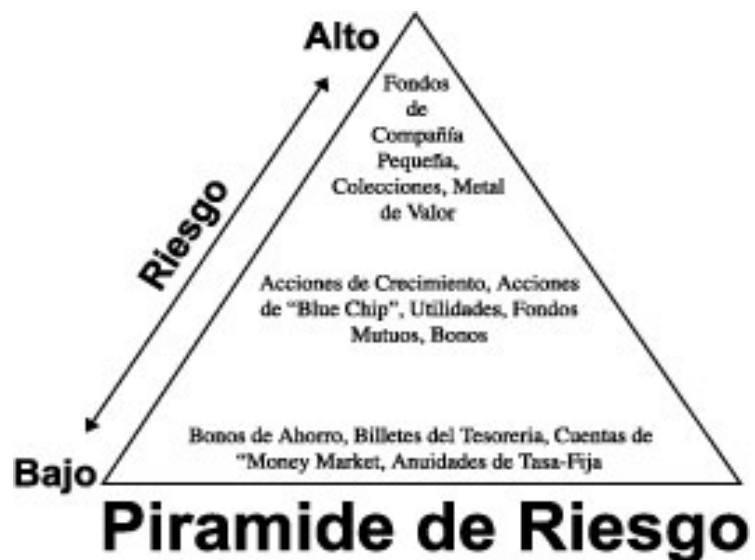 Alto
Fondos
de
Compañía
Pequeña,
Colecciones, Metal
de Valor
Riesgo
Acciones de Crecimiento, Acciones
de “Blue Chip”, Utilidades, Fondos
Mutuos, Bonos
Bonos de Ahorro, Billetes del Tesoreria, Cuentas de
“Money Market, Anuidades de Tasa-Fija
Bajo
Piramide de Riesgo